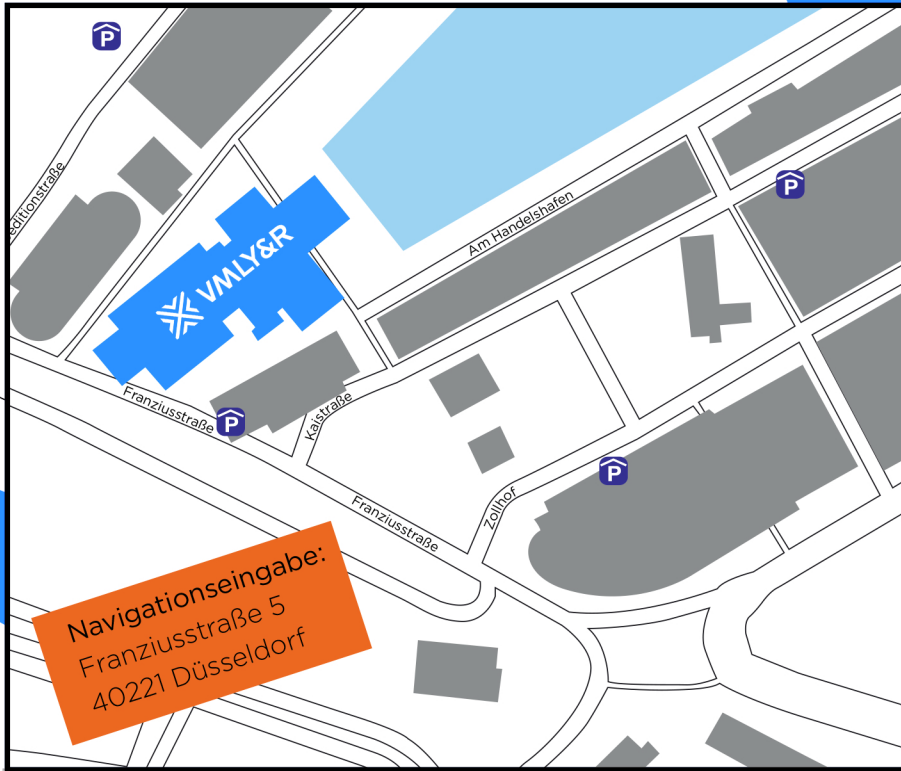 P
editionstraße
VMLY&R
P
Am Handelshafen
Franziusstraße
P
Kaistraße
P
Zollhof
Franziusstraße
Navigationseingabe:
Franziusstraße 5
40221 Düsseldorf